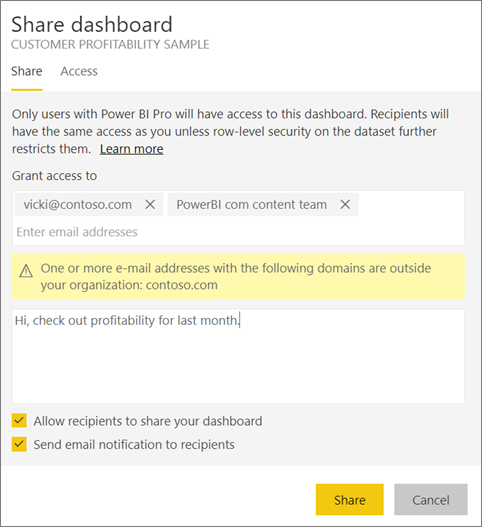 Share dashboard
CUSTOMER PROFITABILITY SAMPLE
Share Access
Only users with Power BI Pro will have access to this dashboard. Recipients will
have the same access as you unless row-level security on the dataset further
restricts them. Learn more
Grant access to
vicki@contoso.com PowerBI com content team
Enter email addresses
One or more e-mail addresses with the following domains are outside
your organization: contoso.com
Hi, check out profitability for last month.
Allow recipients to share your dashboard
Send email notification to recipients
Share Cancel